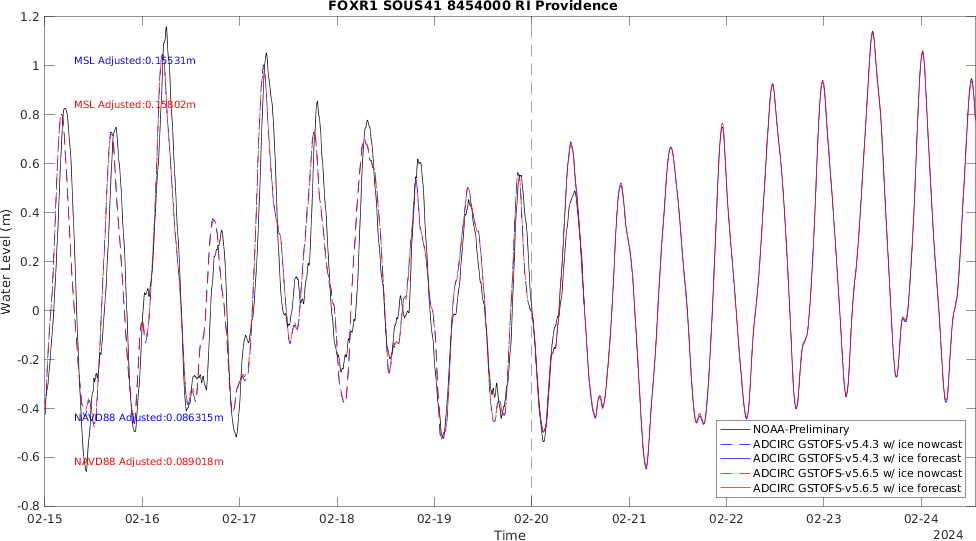 FOXR1 SOUS41 8454000 RI Providence
1.2
1
0.8
0.6
0.4
0.2
0
-0.2
-0.4
-0.6
-0.8
Water Level (m)
MSL Adjusted:0.15531m
MSL Adjusted:0.15802m
NAVD88 Adjusted:0.086315m
NAVD88 Adjusted:0.089018m
NOAA-Preliminary
ADCIRC GSTOFS-v5.4.3 w/ ice nowcast
ADCIRC GSTOFS-v5.4.3 w/ ice forecast
ADCIRC GSTOFS-v5.6.5 w/ ice nowcast
ADCIRC GSTOFS-v5.6.5 w/ ice forecast
02-15 02-16 02-17 02-18 02-19 02-20 02-21 02-22 02-23 02-24
Time
2024